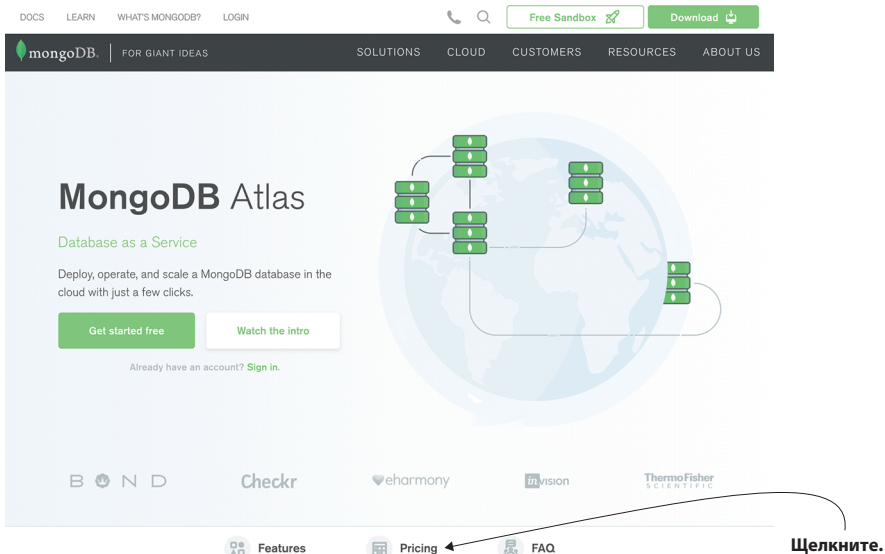 DOCS LEARN WHAT'S MONGODB? LOGIN Free Sandbox Download
mongoDB. FOR GIANT IDEAS SOLUTIONS CLOUD CUSTOMERS RESOURCES ABOUT US
MongoDB Atlas
Database as a Service
Deploy, operate, and scale a MongoDB database in the
cloud with just a few clicks.
Get started free Watch the intro
Already have an account? Sign in.
BOND Checkr eharmony invision ThermoFisher
SCIENTIFIC
Features Pricing FAQ
Щелкните.